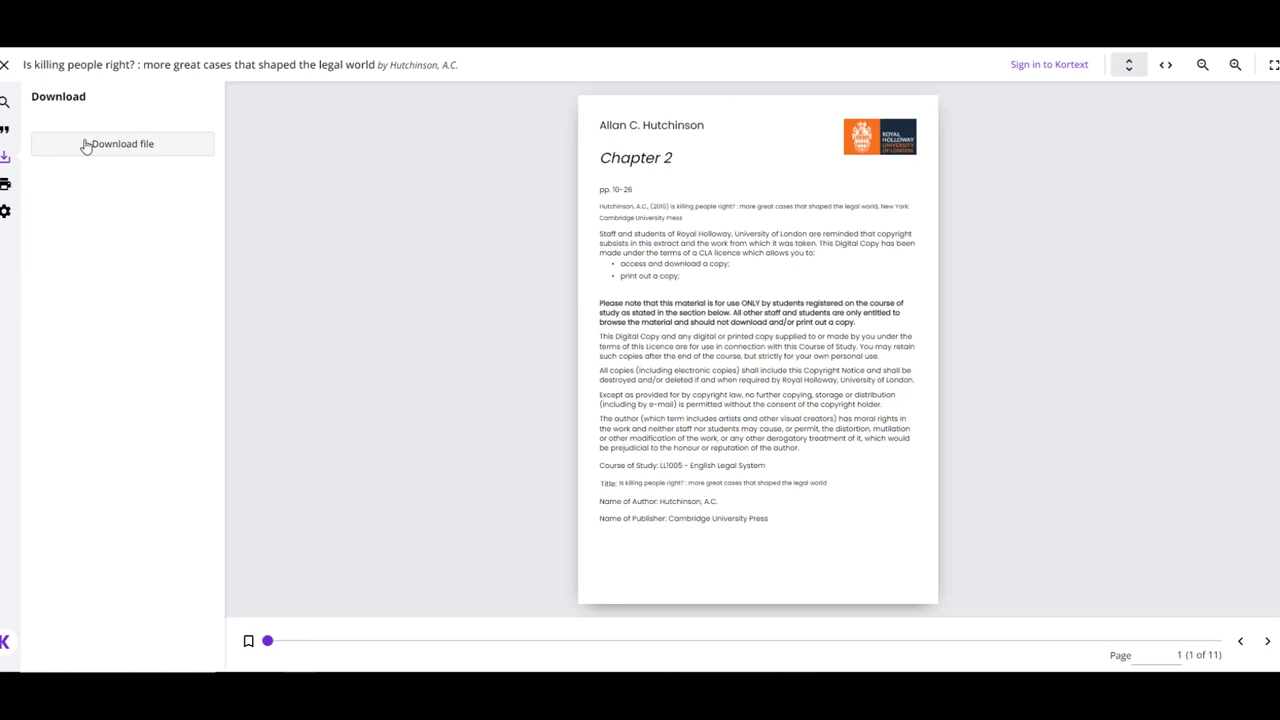 Is killing people right? : more great cases that shaped the legal world by Hutchinson, A.C.
Sign in to Kortext
Download
Download file
Allan C. Hutchinson
ROYAL
HOLLOWAY
UNIVERSITY
OF LONDON
Chapter 2
pp. 10-26
Hutchinson, A.C., (2016) Is killing people right? : more great cases that shaped the legal world, New York:
Cambridge University Press
Staff and students of Royal Holloway, University of London are reminded that copyright
subsists in this extract and the work from which it was taken. This Digital Copy has been
made under the terms of a CLA licence which allows you to:
• access and download a copy;
• print out a copy;
Please note that this material is for use ONLY by students registered on the course of
study as stated in the section below. All other staff and students are only entitled to
browse the material and should not download and/or print out a copy.
This Digital Copy and any digital or printed copy supplied to or made by you under the
terms of this Licence are for use in connection with this Course of Study. You may retain
such copies after the end of the course, but strictly for your own personal use.
All copies (including electronic copies) shall include this Copyright Notice and shall be
destroyed and/or deleted if and when required by Royal Holloway, University of London.
Except as provided for by copyright law, no further copying, storage or distribution
(including by e-mail) is permitted without the consent of the copyright holder.
The author (which term includes artists and other visual creators) has moral rights in
the work and neither staff nor students may cause, or permit, the distortion, mutilation
or other modification of the work, or any other derogatory treatment of it, which would
be prejudicial to the honour or reputation of the author.
Course of Study: LL1005 - English Legal System
Title: Is killing people right? : more great cases that shaped the legal world
Name of Author: Hutchinson, A.C.
Name of Publisher: Cambridge University Press
K
Page 1 (1 of 11)